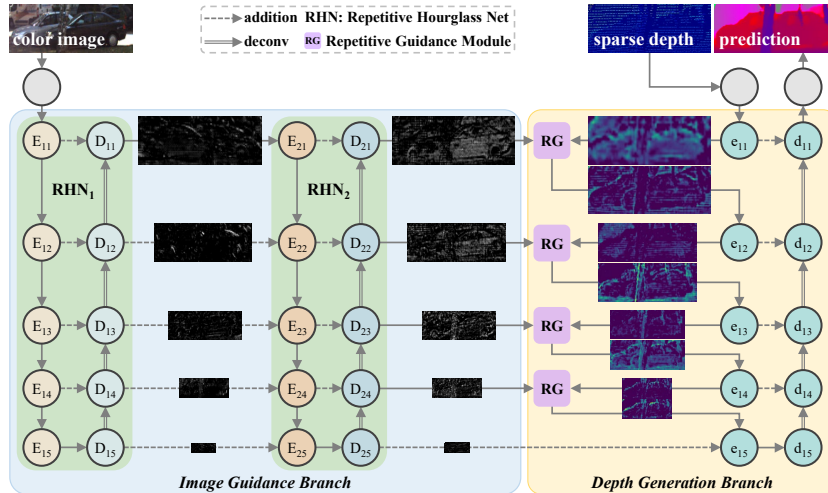 color image
addition RHN: Repetitive Hourglass Net
deconv RG Repetitive Guidance Module
sparse depth prediction
E11 D11 E21 D21 RG e11 d11
RHN1 RHN2
E12 D12 E22 D22 RG e12 d12
E13 D13 E23 D23 RG e13 d13
E14 D14 E24 D24 RG e14 d14
E15 D15 E25 D25 e15 d15
Image Guidance Branch Depth Generation Branch